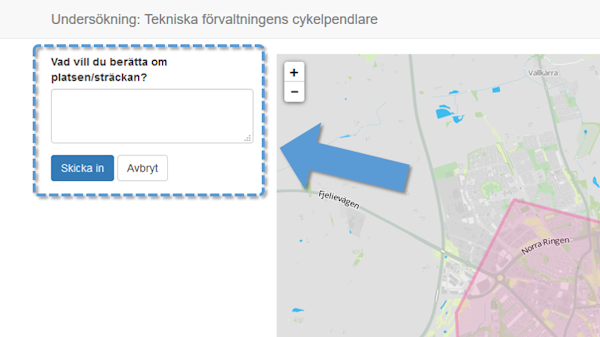 Undersökning: Tekniska förvaltningens cykelpendlare
Vad vill du berätta om
platsen/sträckan?
Skicka in
Avbryt
+
−
Vallkärra
Fjelievägen
Norra Ringen